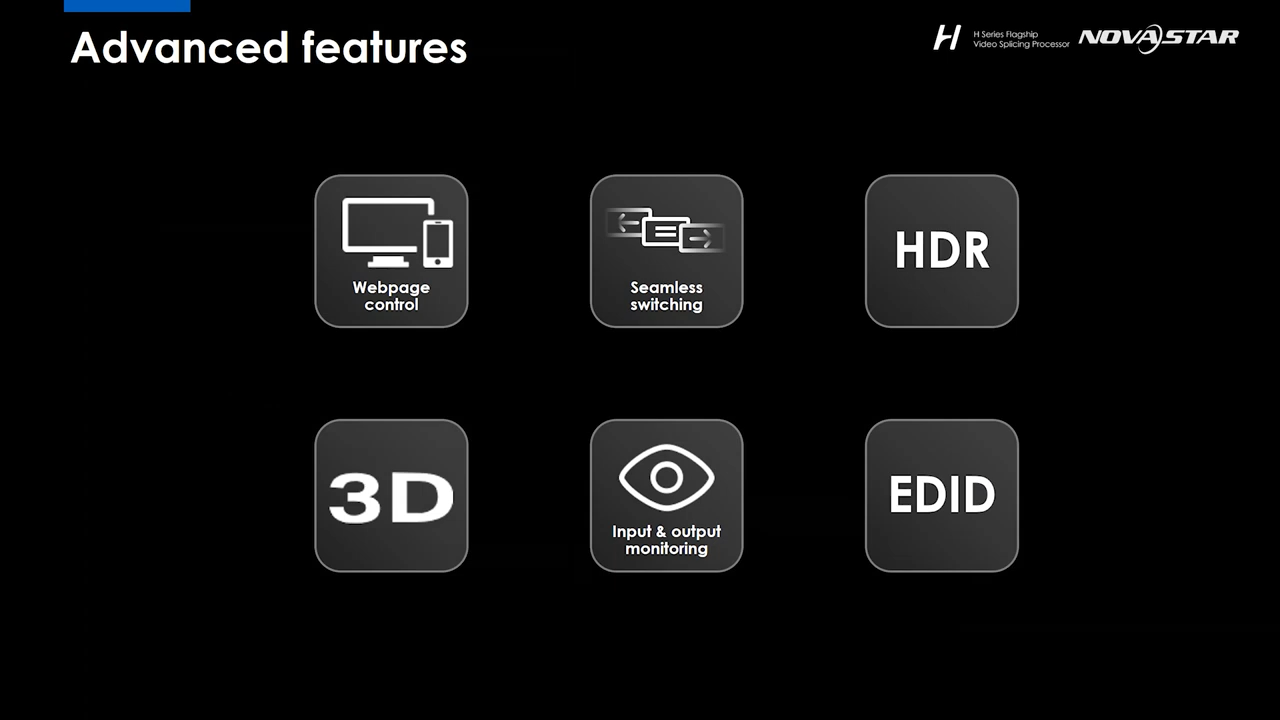 Advanced features
H
H Series Flagship
Video Splicing Processor
NOVASTAR
Webpage
control
Seamless
switching
HDR
3D
Input & output
monitoring
EDID